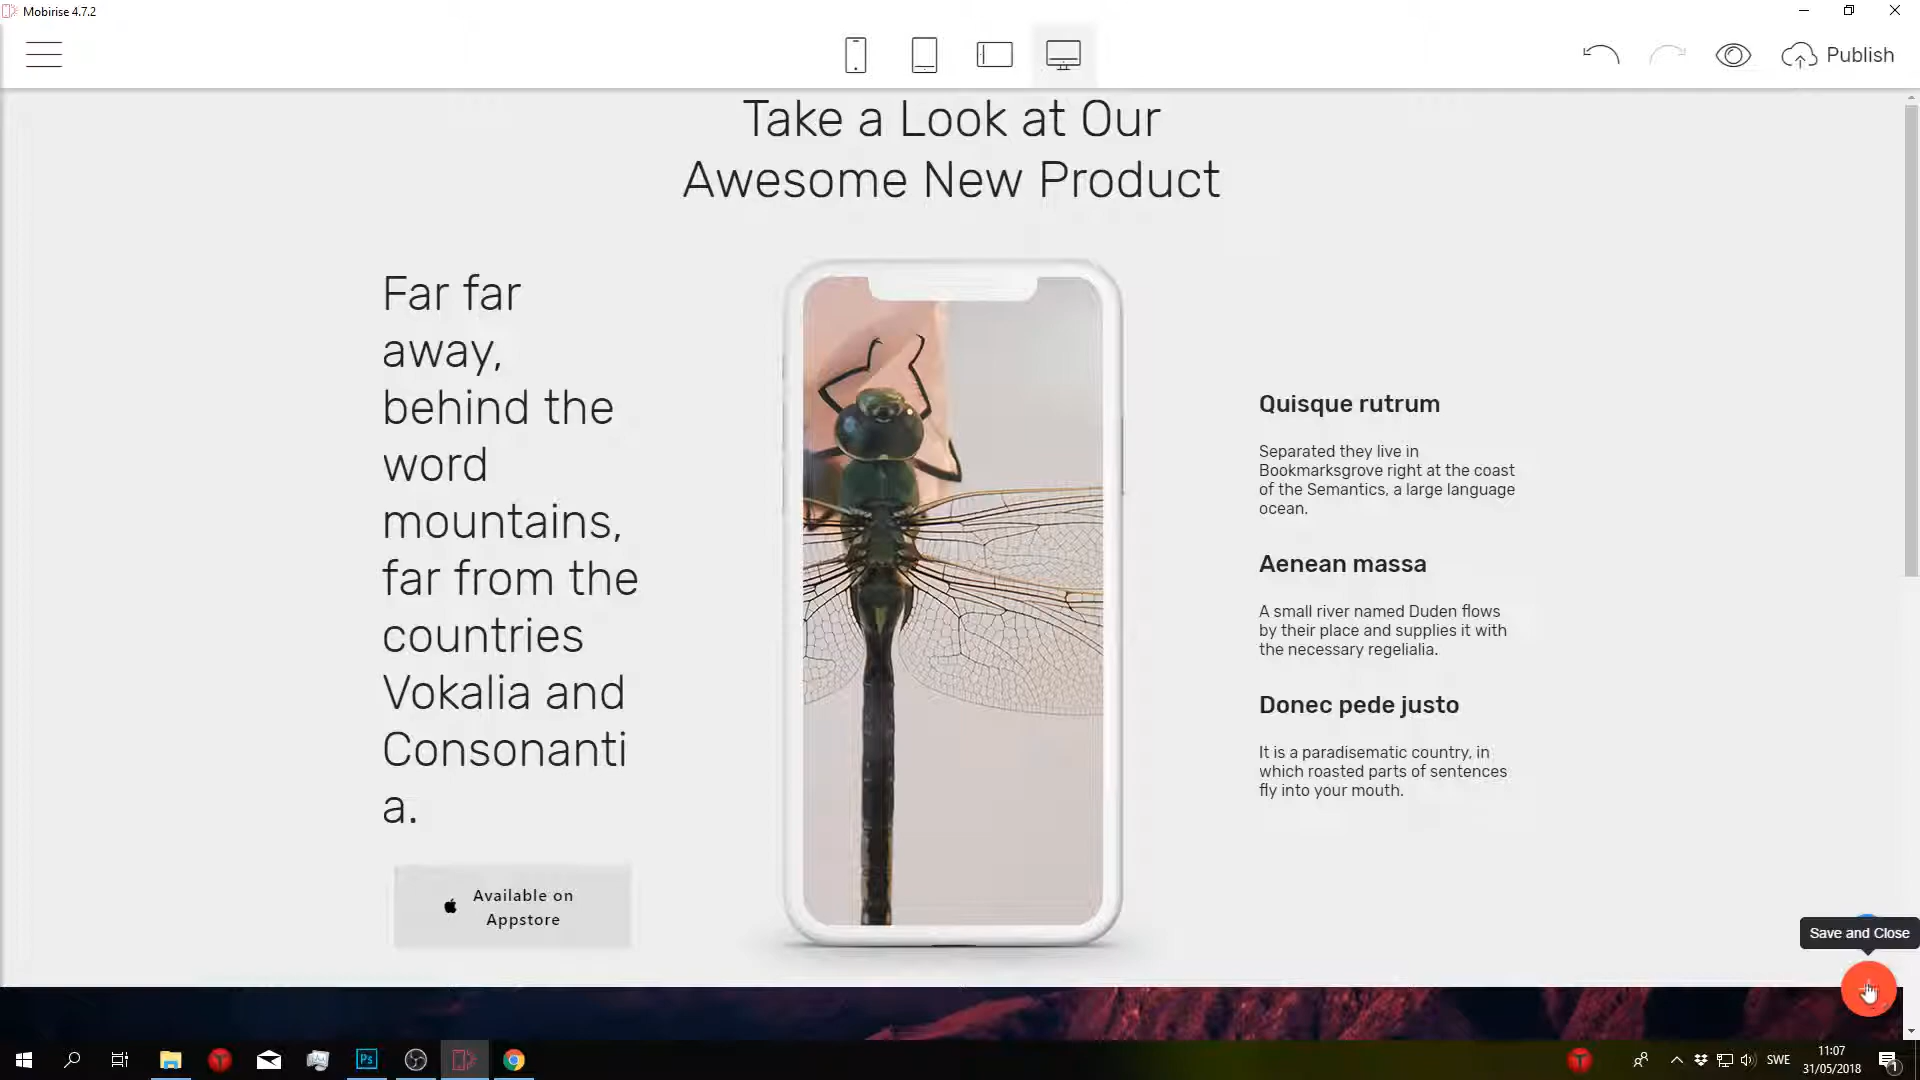 Mobirise 4.7.2
Publish
Take a Look at Our
Awesome New Product
Far far
away,
behind the
word
mountains,
far from the
countries
Vokalia and
Consonanti
a.
Available on
Appstore
Quisque rutrum
Separated they live in
Bookmarksgrove right at the coast
of the Semantics, a large language
ocean.
Aenean massa
A small river named Duden flows
by their place and supplies it with
the necessary regelialia.
Donec pede justo
It is a paradisematic country, in
which roasted parts of sentences
fly into your mouth.
Save and Close
Ps
SWE
11:07
31/05/2018
1